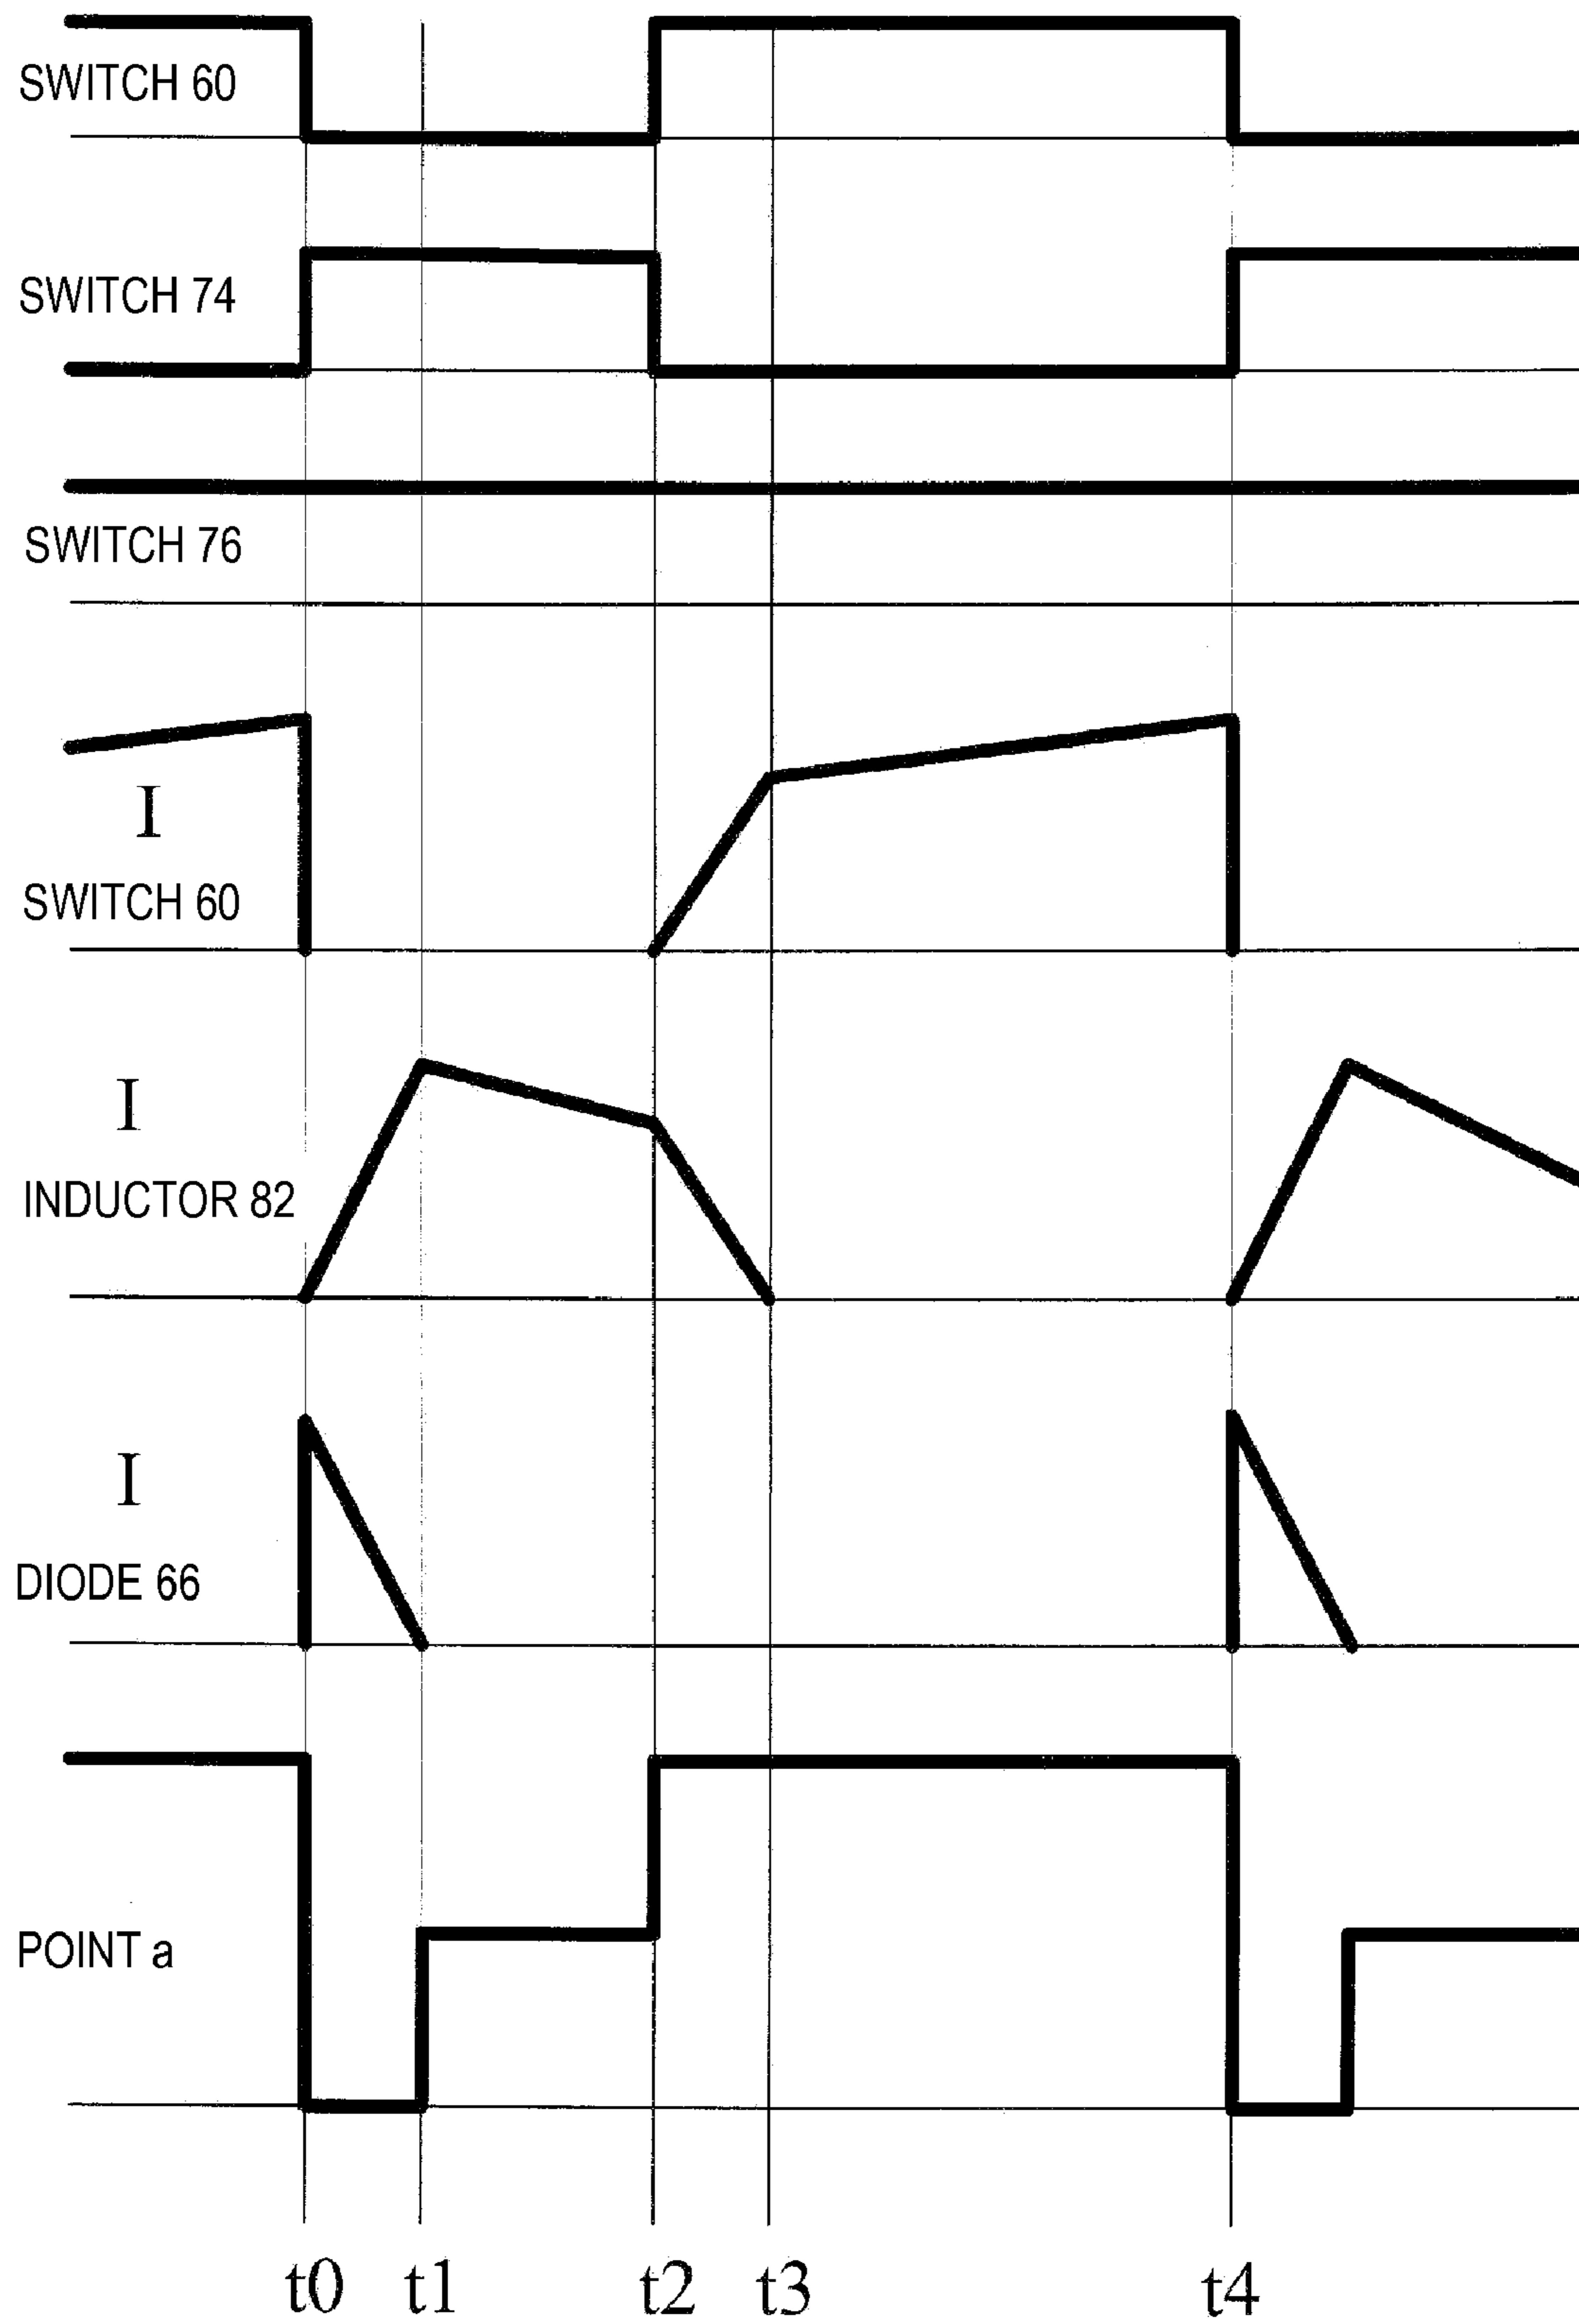 SWITCH 60
SWITCH 74
SWITCH 76
I
SWITCH 60
I
INDUCTOR 82
I
DIODE 66
POINT a
t0 t1 t2 t3 t4